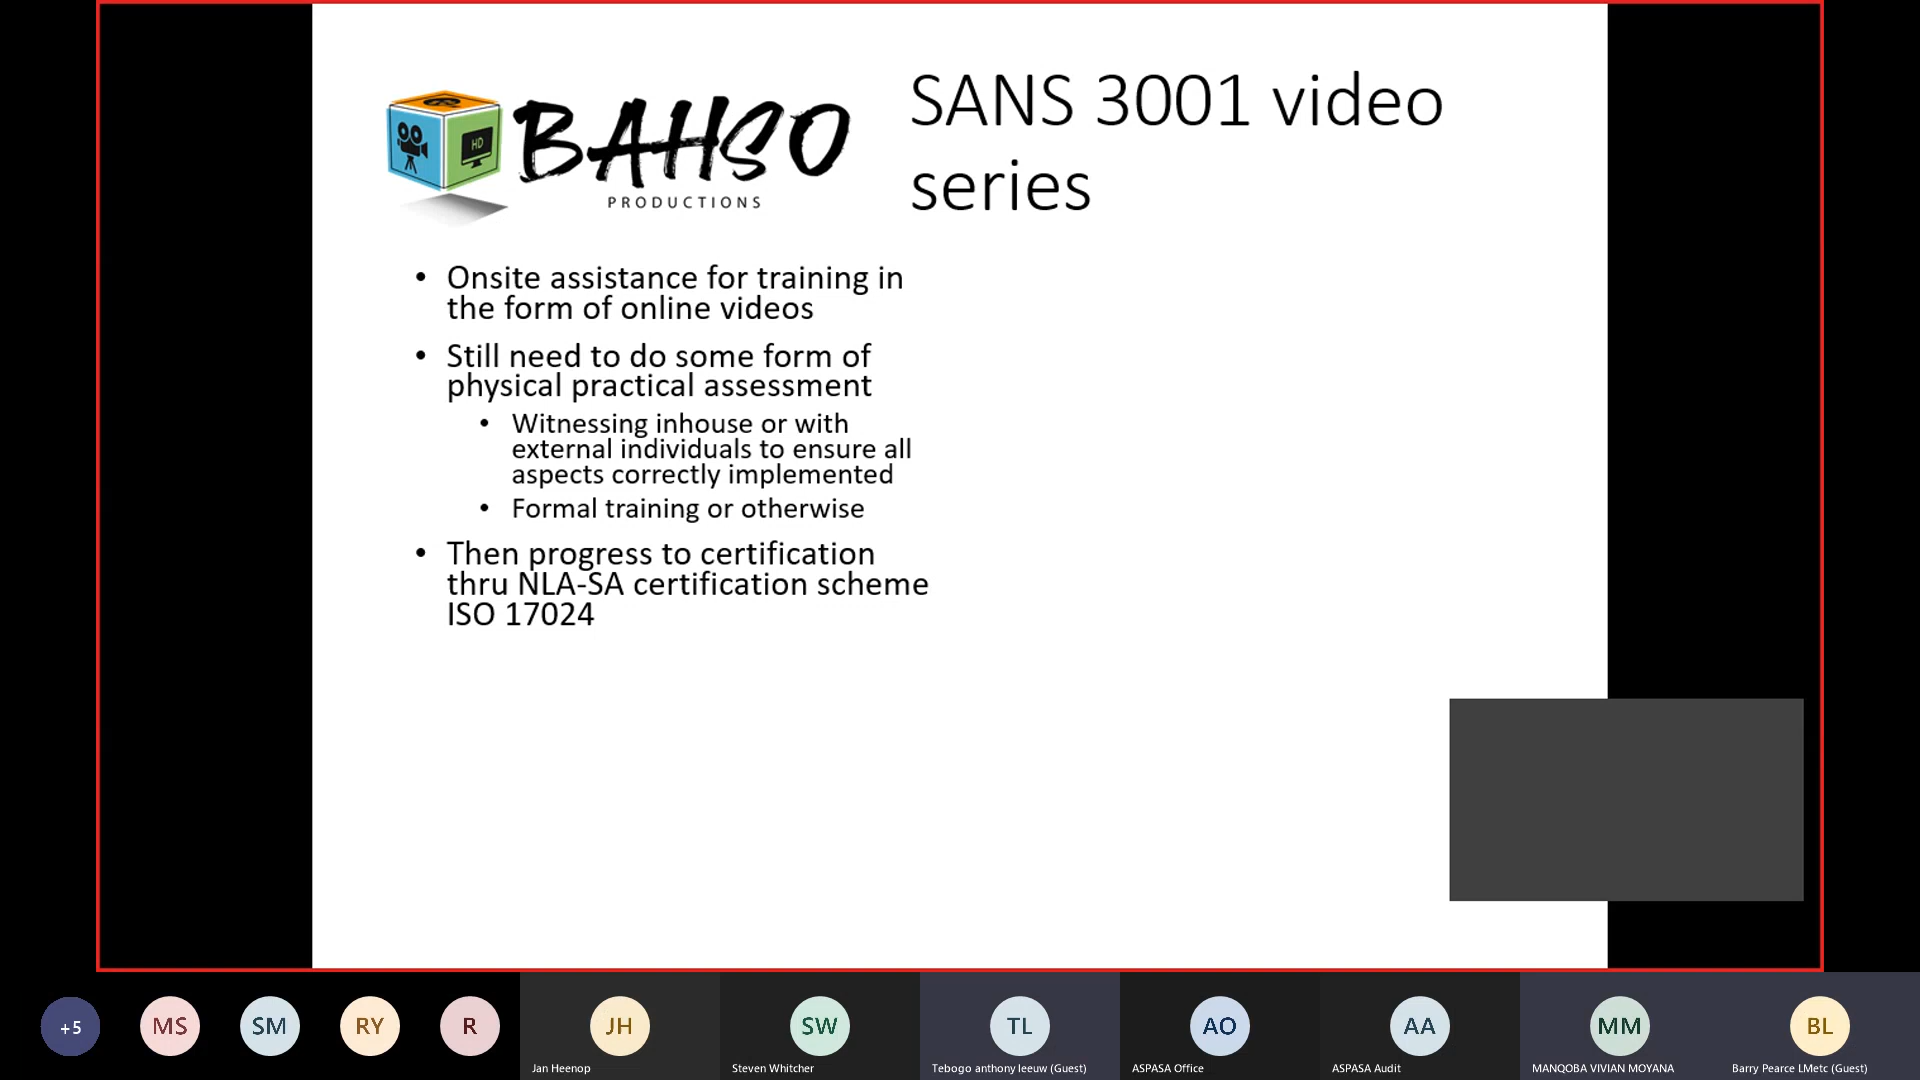 HD
BAHSO
PRODUCTIONS
SANS 3001 video
series
• Onsite assistance for training in
the form of online videos
• Still need to do some form of
physical practical assessment
• Witnessing inhouse or with
external individuals to ensure all
aspects correctly implemented
• Formal training or otherwise
• Then progress to certification
thru NLA-SA certification scheme
ISO 17024
+5
MS
SM
RY
R
JH
Jan Heenop
SW
Steven Whitcher
TL
Tebogo anthony leeuw (Guest)
AO
ASPASA Office
AA
ASPASA Audit
MM
MANQOBA VIVIAN MOYANA
BL
Barry Pearce LMetc (Guest)